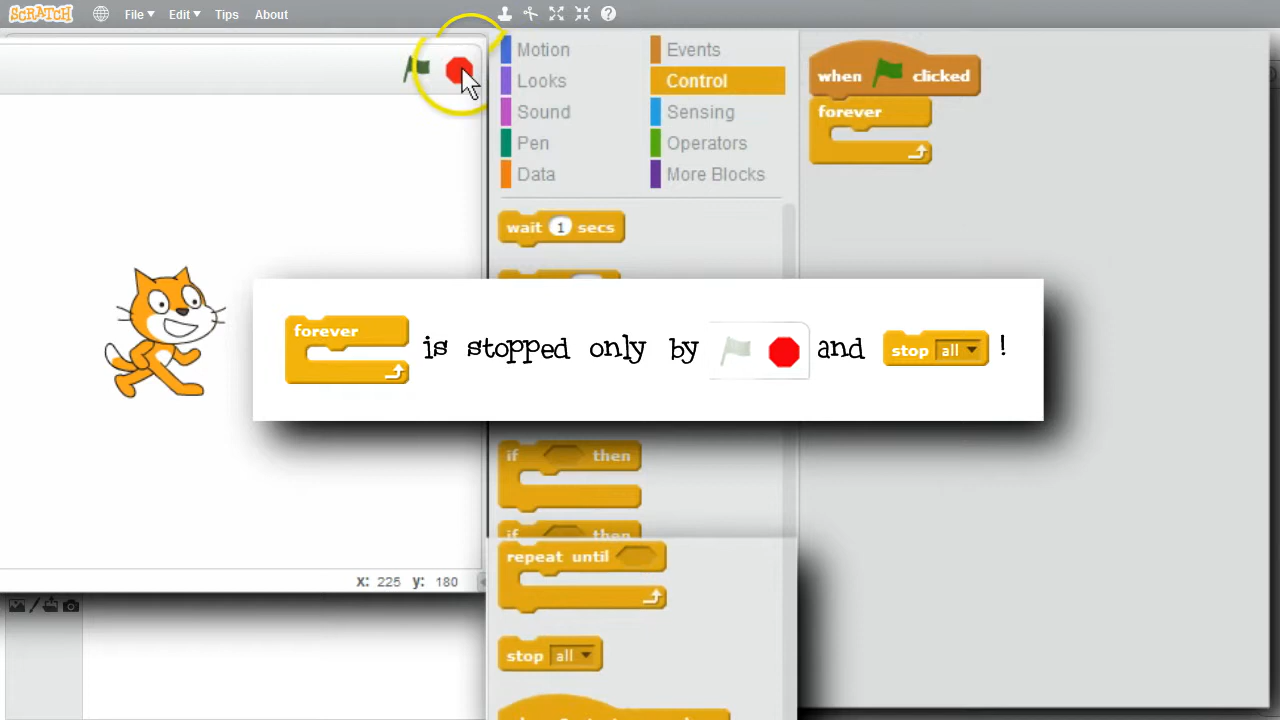 SCRATCH File Edit Tips About
Motion Events
Looks Control
Sound Sensing
Pen Operators
Data More Blocks
when clicked
forever
wait 1 secs
forever is stopped only by and stop all !
if then
if then
repeat until
x: 225 y: 180
stop all